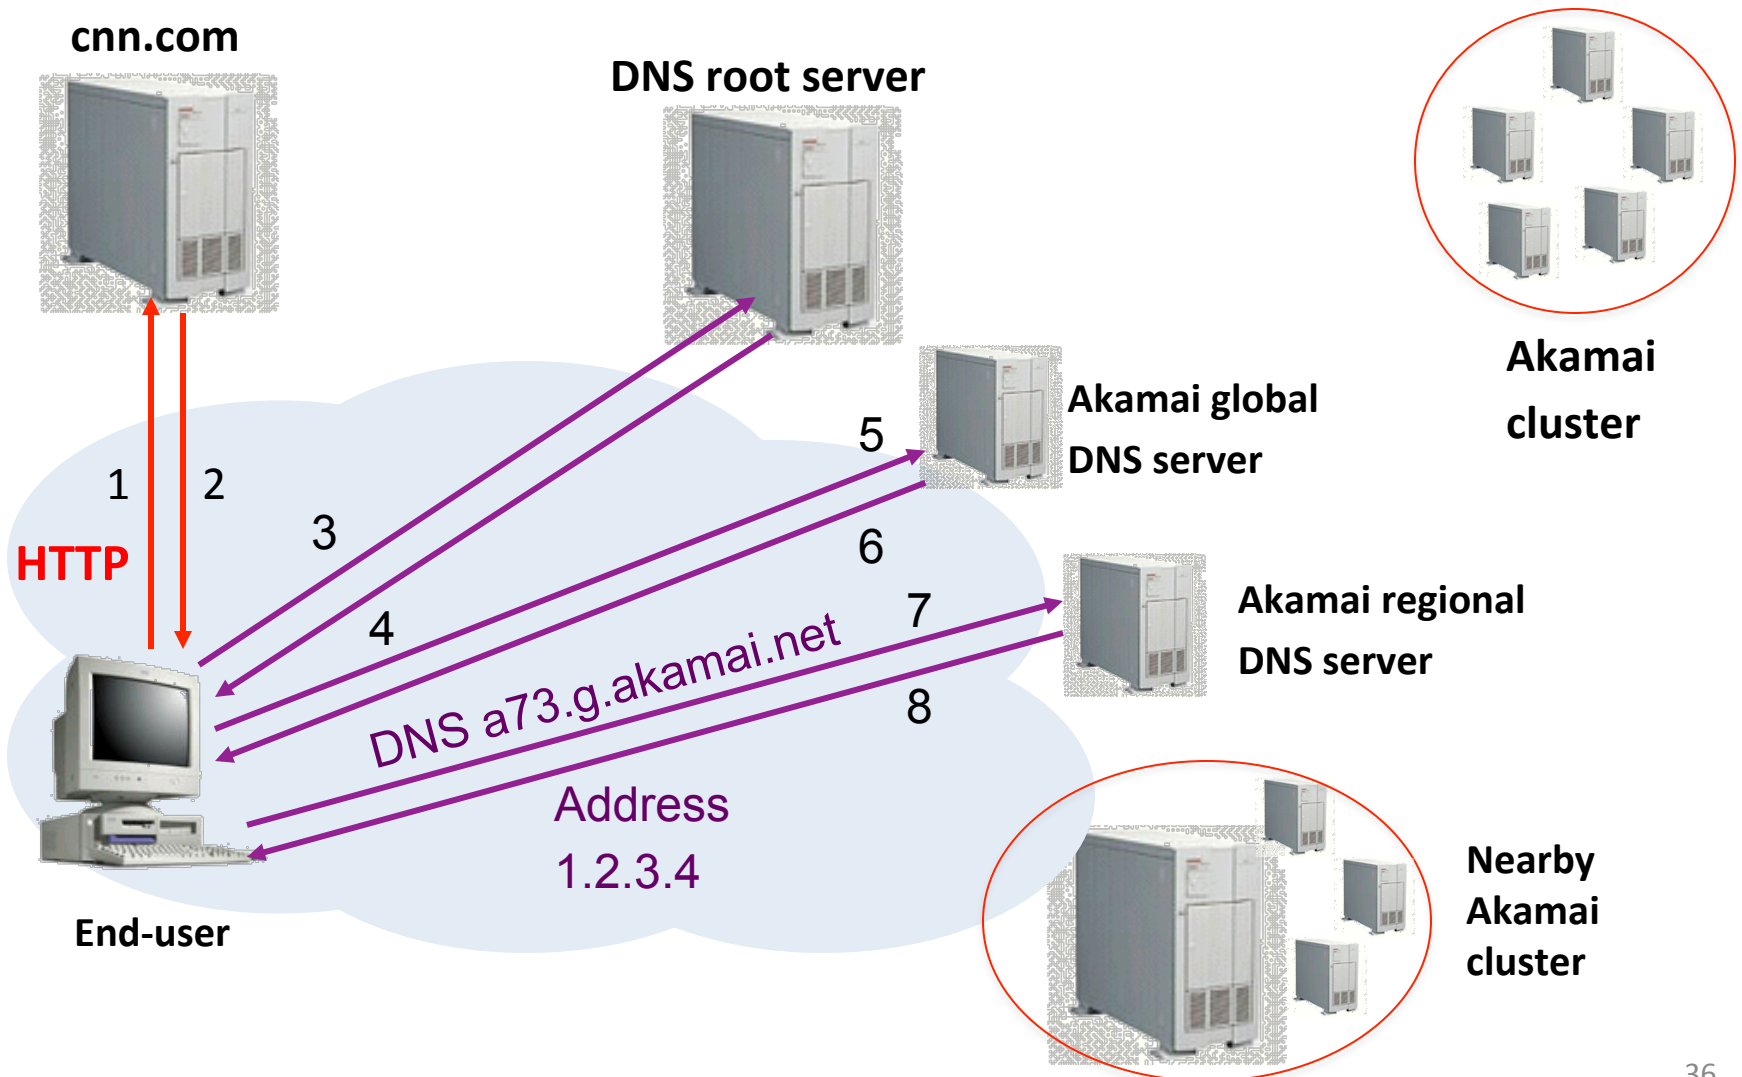 cnn.com
DNS root server
Akamai
cluster
Akamai global
DNS server
1
2
3
4
5
6
HTTP
7
8
DNS a73.g.akamai.net
Akamai regional
DNS server
Address
1.2.3.4
End-user
Nearby
Akamai
cluster
36